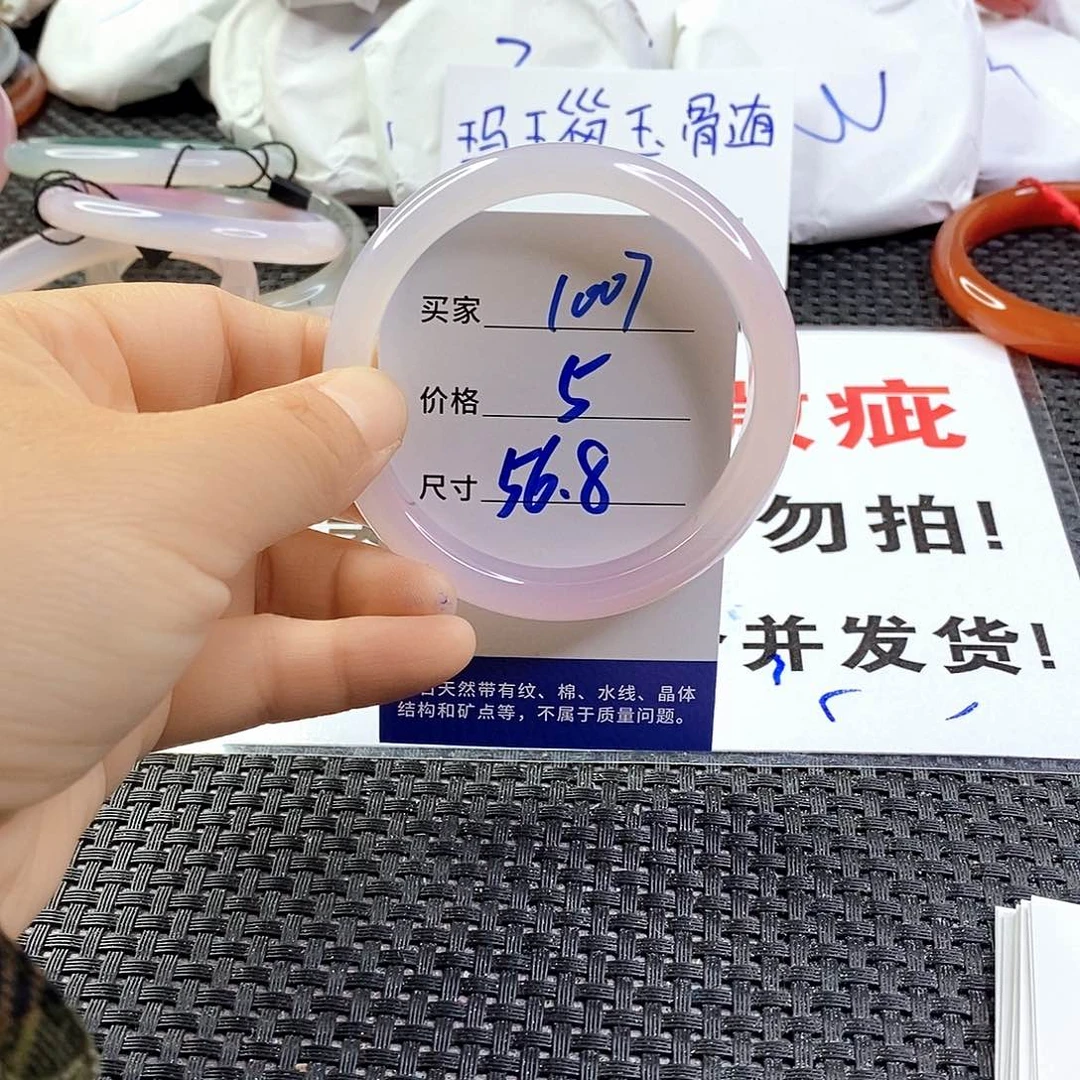 玛瑙玉骨随
买家 1007
价格 5
尺寸 56.8
疵
勿拍!
并发货!
天然带有纹、棉、水线、晶体
结构和矿点等，不属于质量问题。